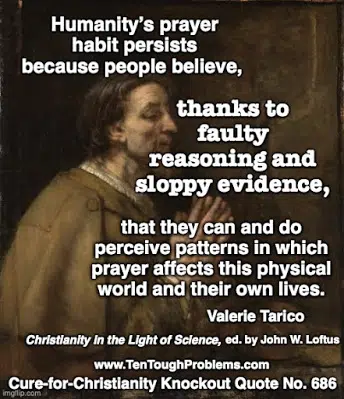 Humanity's prayer
habit persists
because people believe,
thanks to
faulty
reasoning and
sloppy evidence,
that they can and do
perceive patterns in which
prayer affects this physical
world and their own lives.
Valerie Tarico
Christianity in the Light of Science, ed. by John W. Loftus
www.TenToughProblems.com
Cure-for-Christianity Knockout Quote No. 686
imgflip.com